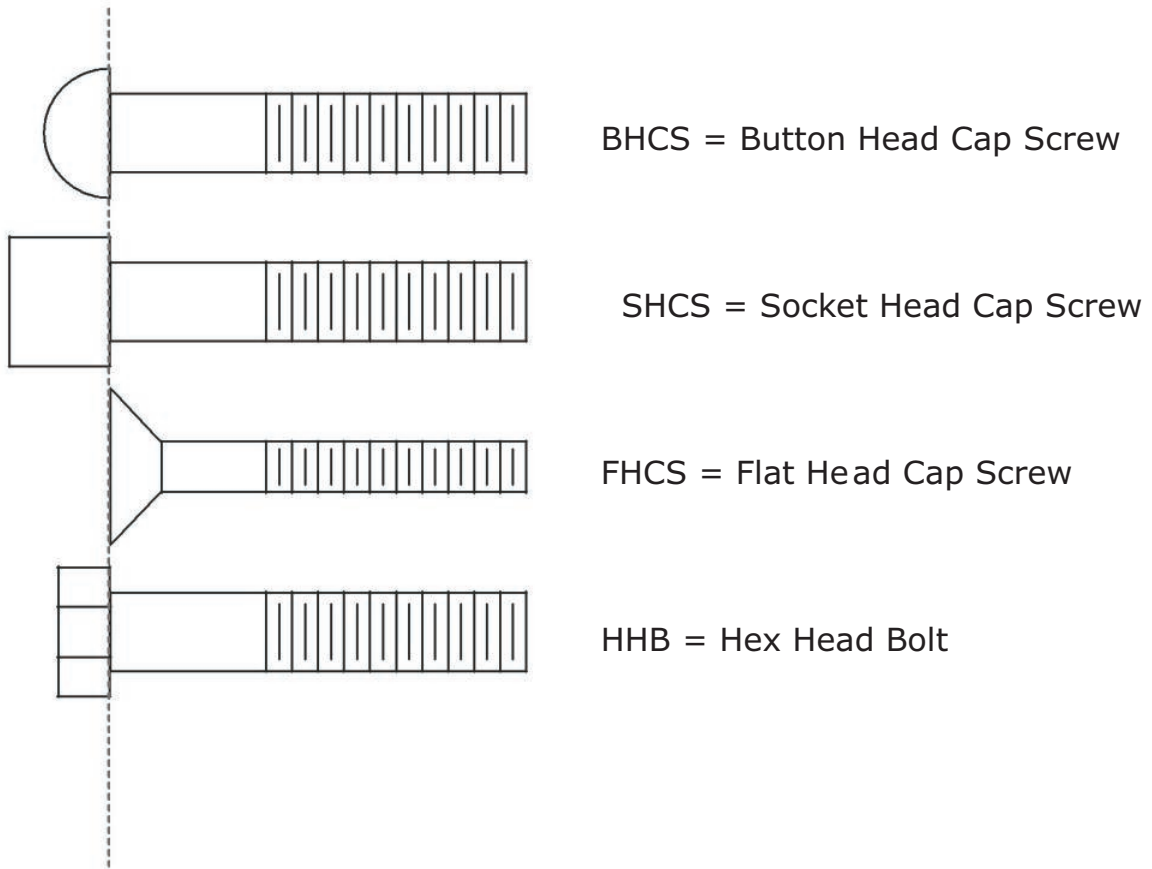 BHCS = Button Head Cap Screw
SHCS = Socket Head Cap Screw
FHCS = Flat Head Cap Screw
HHB = Hex Head Bolt